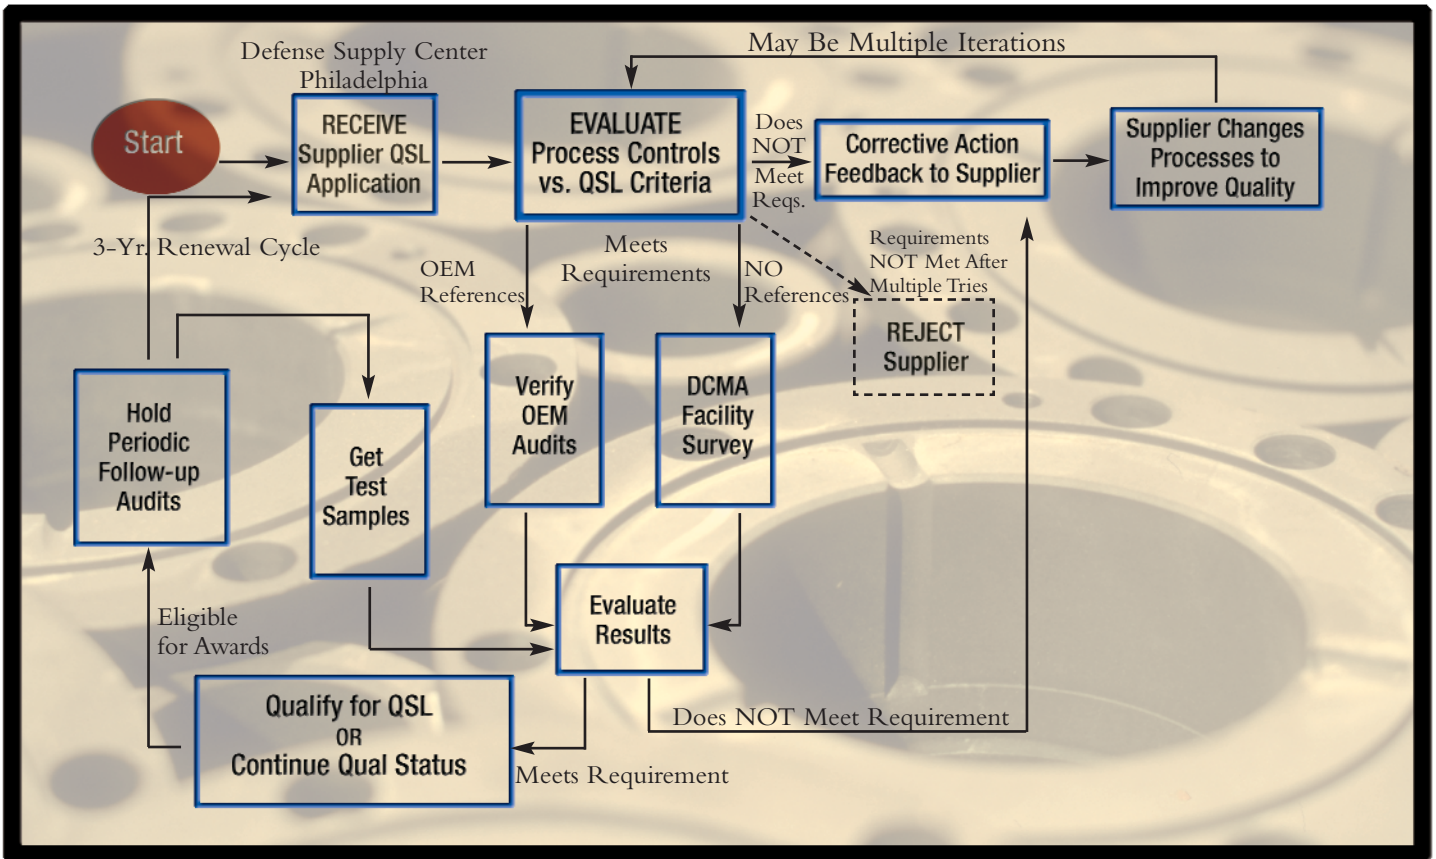 May Be Multiple Iterations
Defense Supply Center
Philadelphia
Start
RECEIVE
Supplier QSL
Application
EVALUATE
Process Controls
vs. QSL Criteria
Does
NOT
Meet
Reqs.
Corrective Action
Feedback to Supplier
Supplier Changes
Processes to
Improve Quality
3-Yr. Renewal Cycle
OEM
References
Meets
Requirements
NO
References
Requirements
NOT Met After
Multiple Tries
REJECT
Supplier
Hold
Periodic
Follow-up
Audits
Get
Test
Samples
Verify
OEM
Audits
DCMA
Facility
Survey
Evaluate
Results
Eligible
for Awards
Qualify for QSL
OR
Continue Qual Status
Meets Requirement
Does NOT Meet Requirement